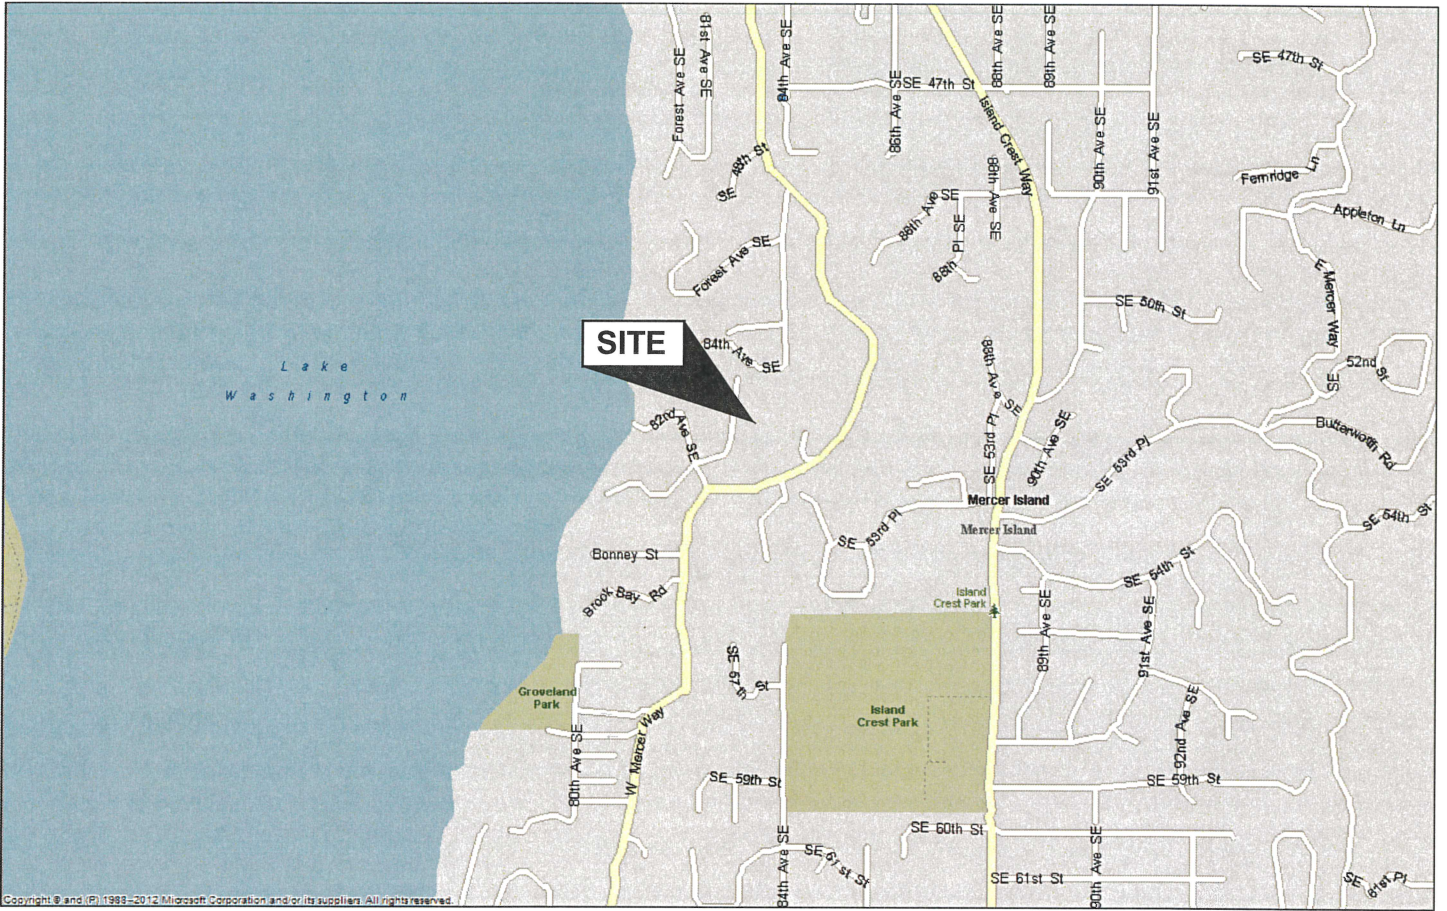 81st Ave SE
Forest Ave SE
84th Ave SE
86th Ave SE
SE 47th St
88th Ave SE
89th Ave SE
SE 47th St
Island Crest Way
90th Ave SE
91st Ave SE
SE 48th St
88th Ave SE
Fernridge Ln
Appleton Ln
86th Ave SE
88th Pl SE
Forest Ave SE
E Mercer Way
SE 50th St
SITE
84th Ave SE
88th Ave SE
SE 52nd St
Lake
Washington
82nd Ave SE
SE 53rd Pl
90th Ave SE
SE 53rd Pl
Butterworth Rd
Mercer Island
Mercer Island
SE 53rd Pl
SE 54th St
Bonney St
Brook Bay Rd
SE 54th St
Island
Crest Park
89th Ave SE
91st Ave SE
SE 57th St
Groveland
Park
Island
Crest Park
W Mercer Way
92nd Ave SE
80th Ave SE
SE 59th St
SE 59th St
84th Ave SE
SE 60th St
90th Ave SE
SE 61st St
SE 61st St
SE 61st Pl
Copyright © and (P) 1988–2012 Microsoft Corporation and/or its suppliers. All rights reserved.